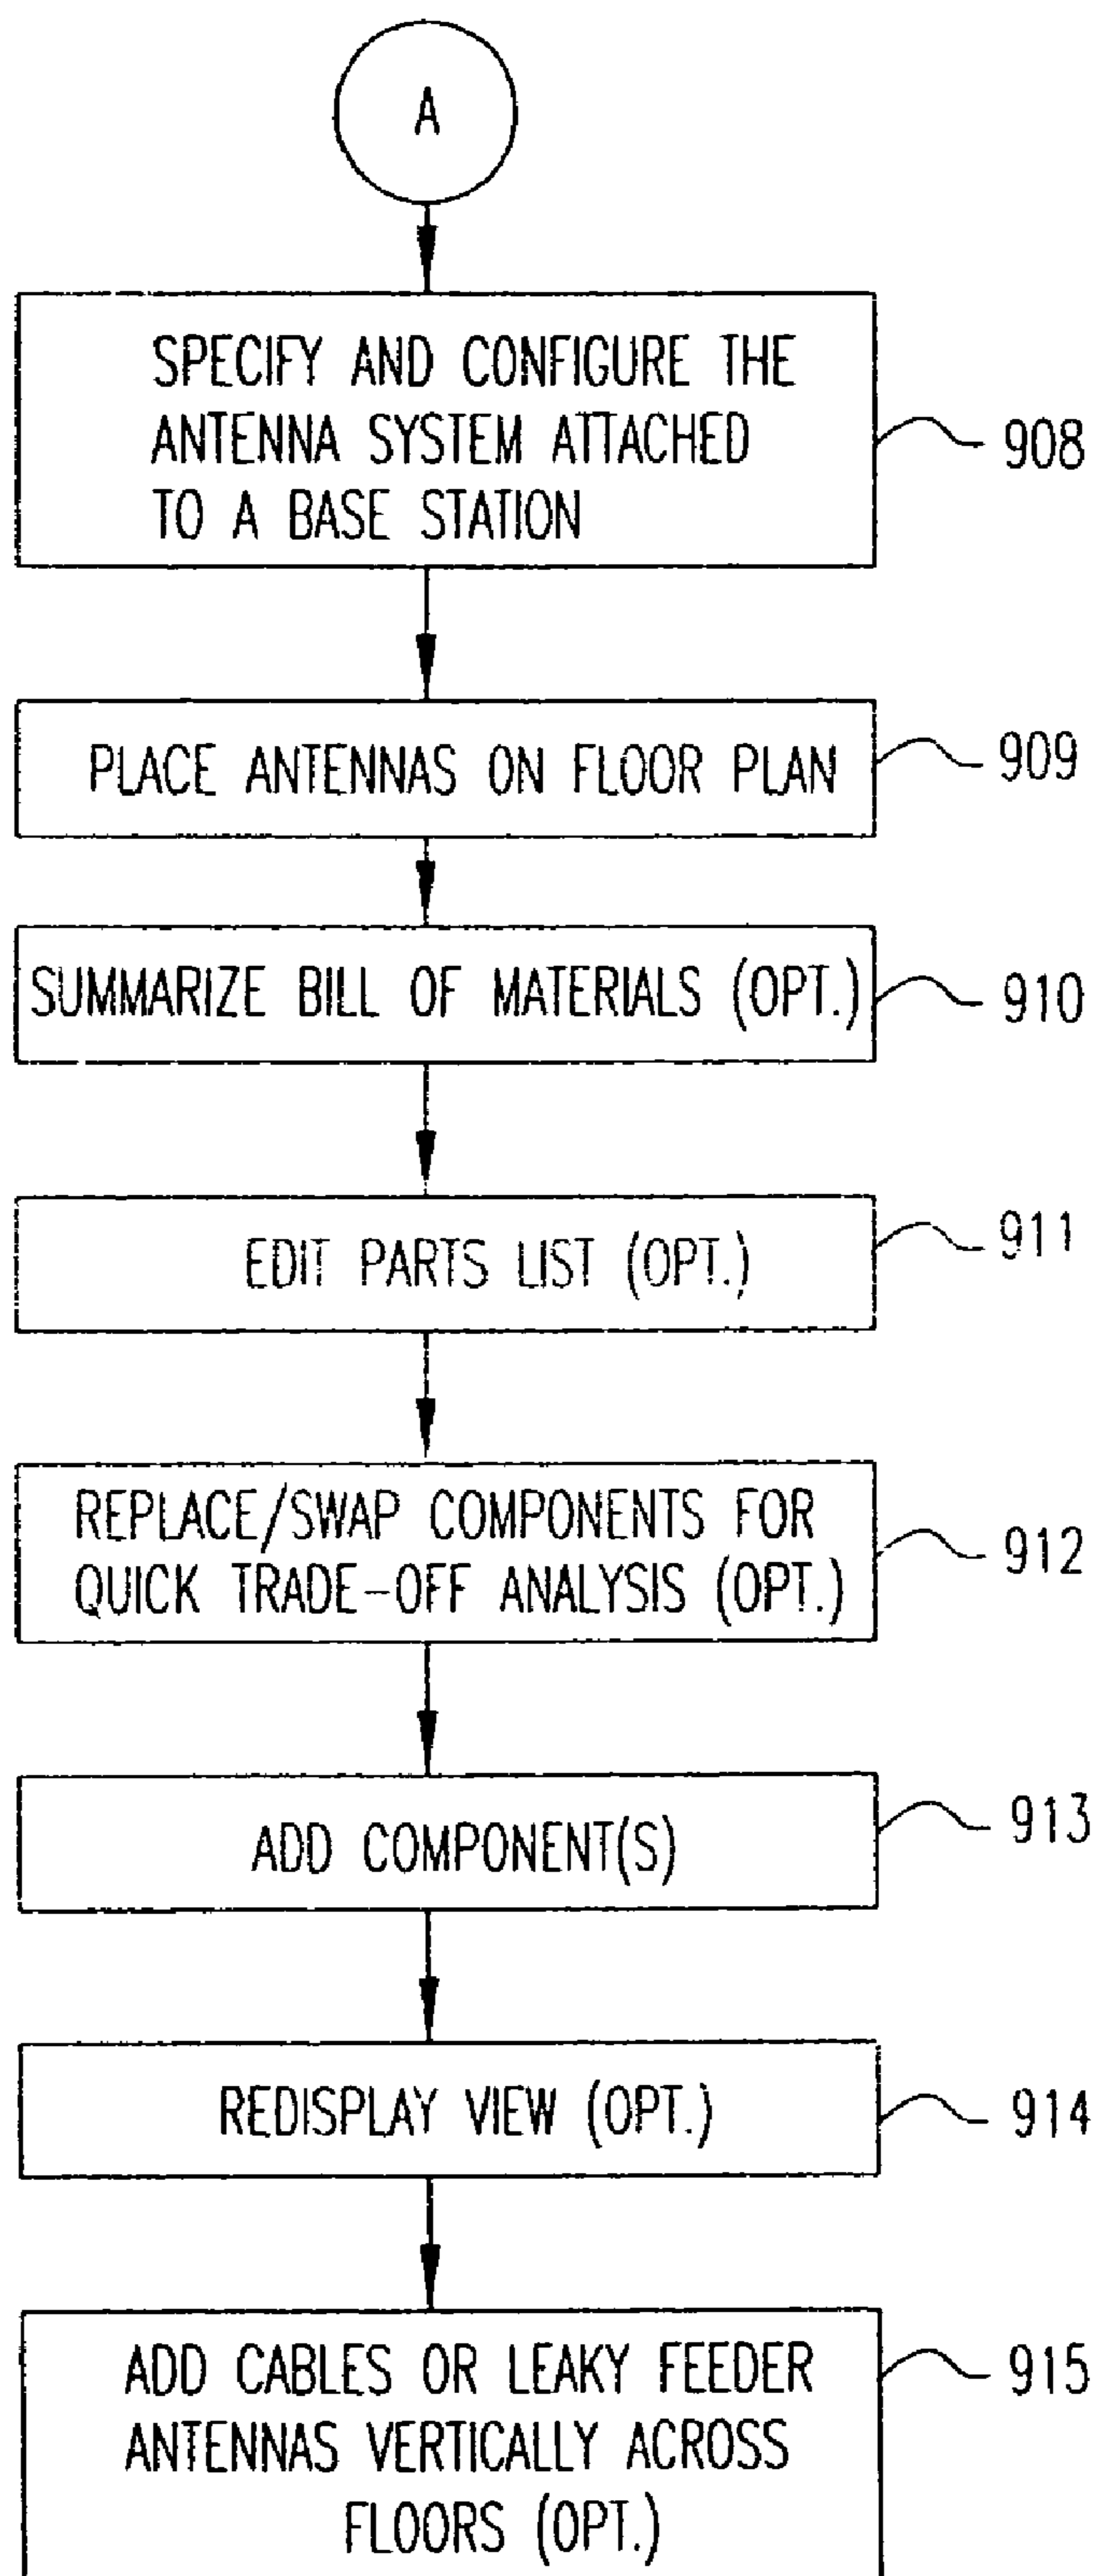 A
SPECIFY AND CONFIGURE THE
ANTENNA SYSTEM ATTACHED
TO A BASE STATION
908
PLACE ANTENNAS ON FLOOR PLAN
909
SUMMARIZE BILL OF MATERIALS (OPT.)
910
EDIT PARTS LIST (OPT.)
911
REPLACE/SWAP COMPONENTS FOR
QUICK TRADE-OFF ANALYSIS (OPT.)
912
ADD COMPONENT(S)
913
REDISPLAY VIEW (OPT.)
914
ADD CABLES OR LEAKY FEEDER
ANTENNAS VERTICALLY ACROSS
FLOORS (OPT.)
915